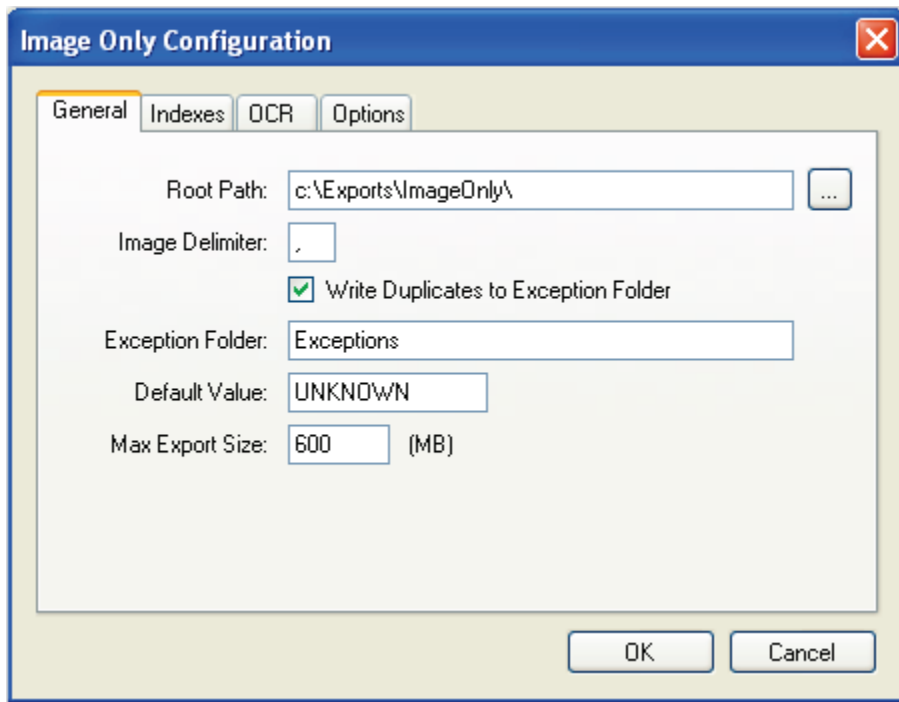 Image Only Configuration
General Indexes OCR Options
Root Path: c:\Exports\ImageOnly\ ...
Image Delimiter: ,
Write Duplicates to Exception Folder
Exception Folder: Exceptions
Default Value: UNKNOWN
Max Export Size: 600 (MB)
OK Cancel